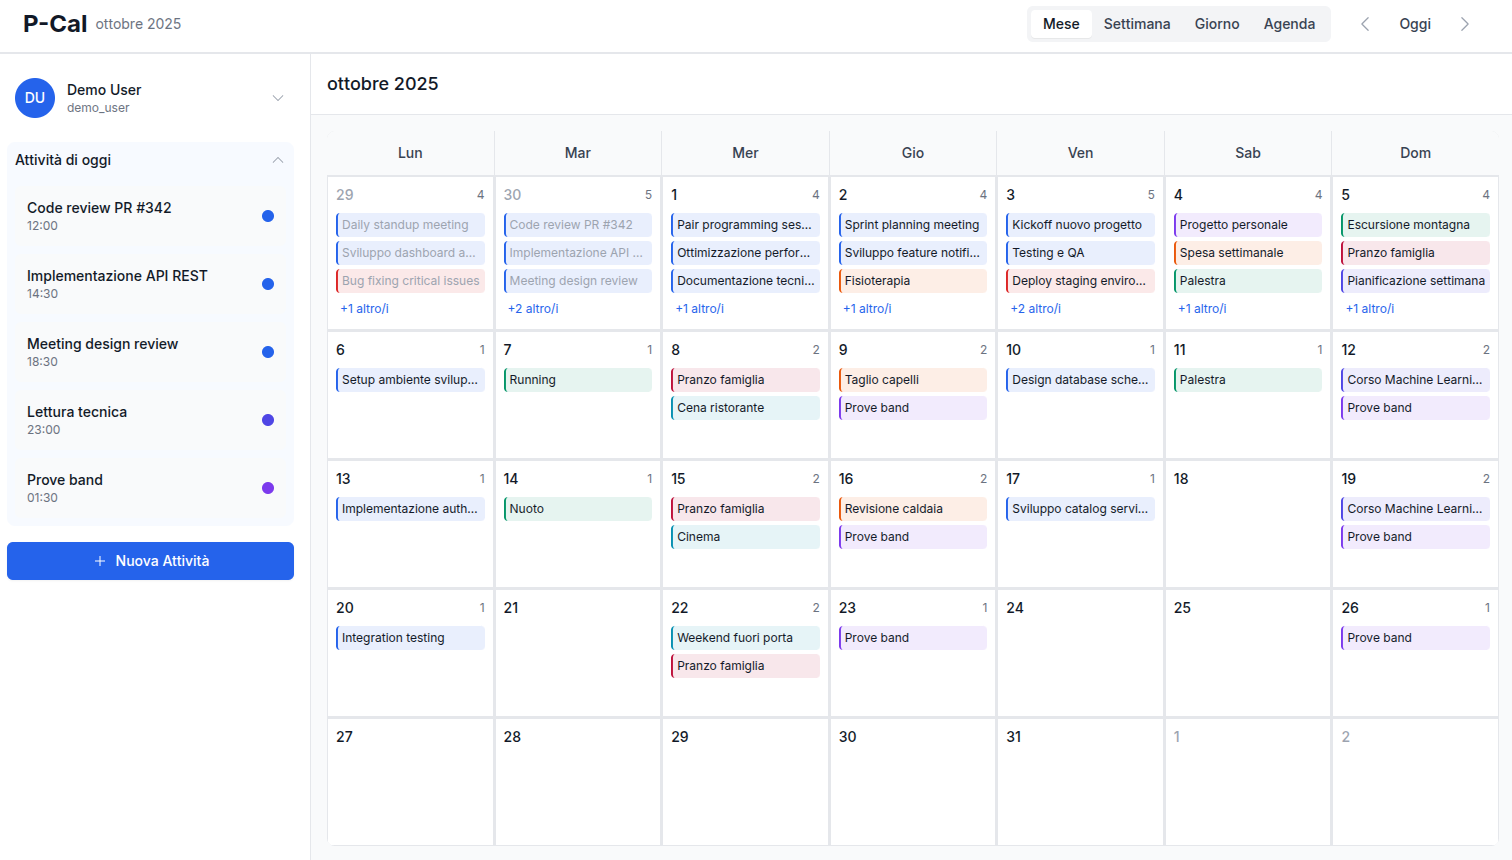 P-Cal ottobre 2025
Mese Settimana Giorno Agenda Oggi
DU
Demo User
demo_user
Attività di oggi
Code review PR #342
12:00
Implementazione API REST
14:30
Meeting design review
18:30
Lettura tecnica
23:00
Prove band
01:30
+ Nuova Attività
ottobre 2025
Lun Mar Mer Gio Ven Sab Dom
29 4
Daily standup meeting
Sviluppo dashboard a...
Bug fixing critical issues
+1 altro/i
30 5
Code review PR #342
Implementazione API ...
Meeting design review
+2 altro/i
1 4
Pair programming ses...
Ottimizzazione perfor...
Documentazione tecni...
+1 altro/i
2 4
Sprint planning meeting
Sviluppo feature notifi...
Fisioterapia
+1 altro/i
3 5
Kickoff nuovo progetto
Testing e QA
Deploy staging enviro...
+2 altro/i
4 4
Progetto personale
Spesa settimanale
Palestra
+1 altro/i
5 4
Escursione montagna
Pranzo famiglia
Pianificazione settimana
+1 altro/i
6 1
Setup ambiente svilup...
7 1
Running
8 2
Pranzo famiglia
Cena ristorante
9 2
Taglio capelli
Prove band
10 1
Design database sche...
11 1
Palestra
12 2
Corso Machine Learni...
Prove band
13 1
Implementazione auth...
14 1
Nuoto
15 2
Pranzo famiglia
Cinema
16 2
Revisione caldaia
Prove band
17 1
Sviluppo catalog servi...
18
19 2
Corso Machine Learni...
Prove band
20 1
Integration testing
21
22 2
Weekend fuori porta
Pranzo famiglia
23 1
Prove band
24
25
26 1
Prove band
27
28
29
30
31
1
2